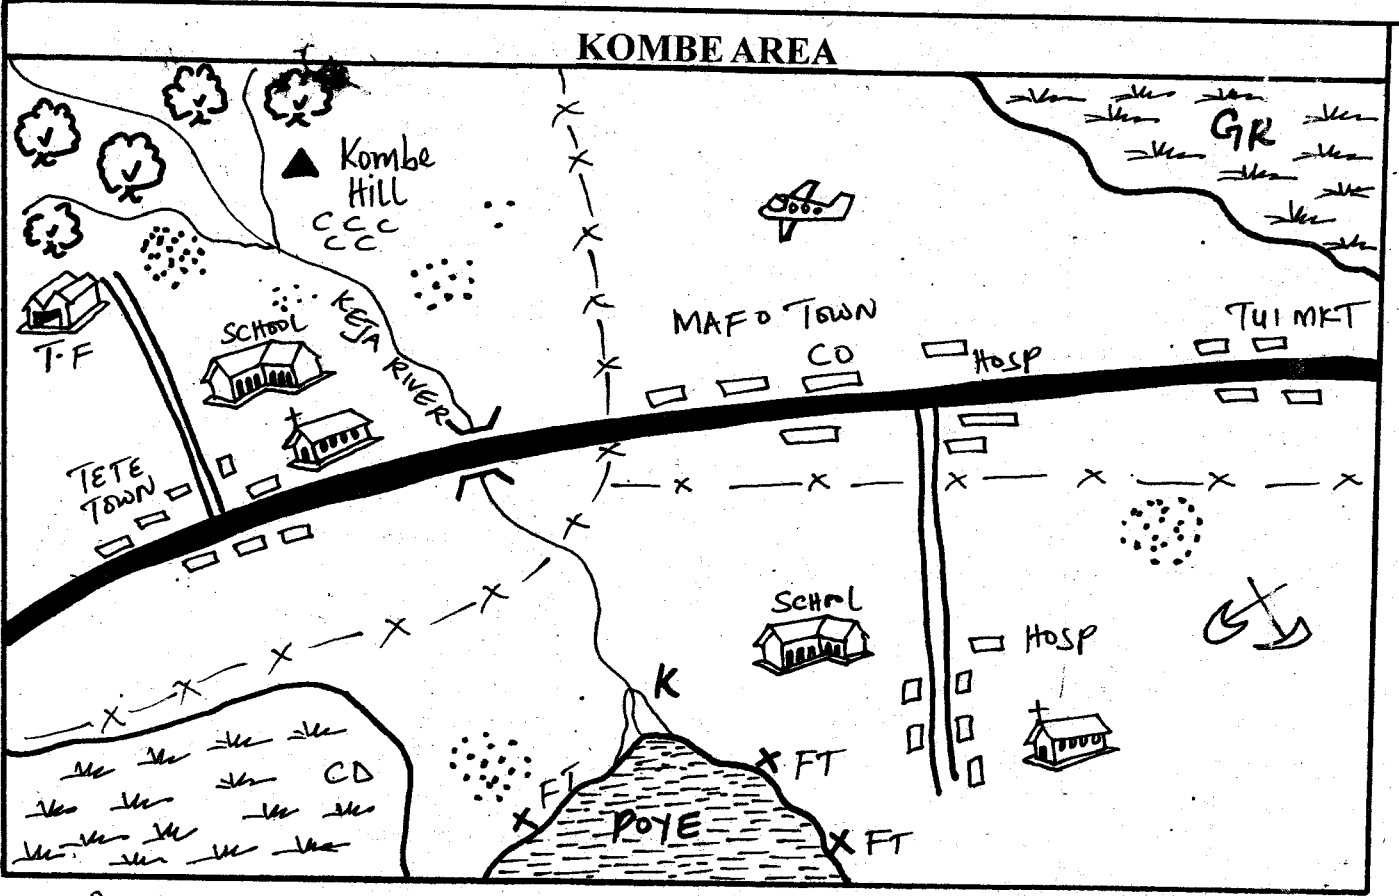 KOMBE AREA
GR
Kombe
HILL
C C C
C C
MAFO TOWN
TUI MKT
CO
HOSP
SCHOOL
T.F
KEJA RIVER
TETE
TOWN
SCHOOL
HOSP
K
CD
FT
FT
POYE
FT